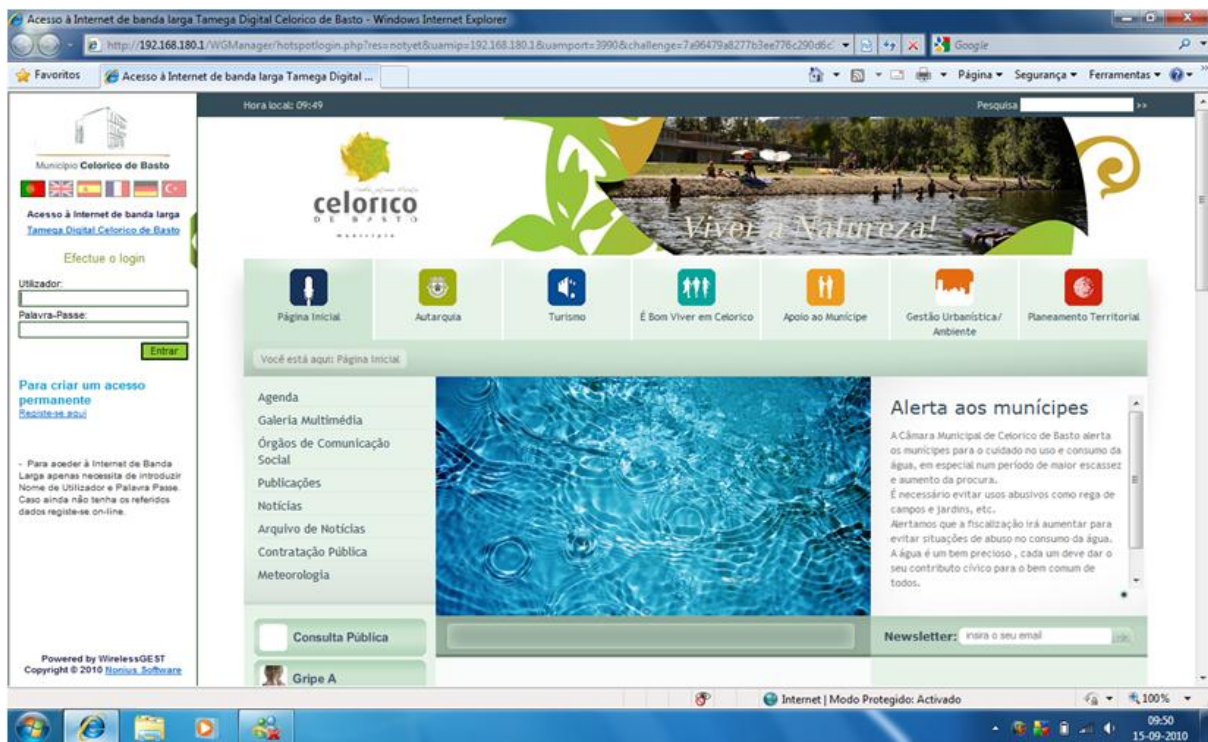 Acesso à Internet de banda larga Tamega Digital Celorico de Basto - Windows Internet Explorer
http://192.168.180.1/WGManager/hotspotlogin.php?res=notyet&uamip=192.168.180.1&uamport=3990&challenge=7a96479a8277b3ee776c290d6c
Google
Favoritos
Acesso à Internet de banda larga Tamega Digital ...
Página
Segurança
Ferramentas
Município Celorico de Basto
Acesso à Internet de banda larga
Tamega Digital Celorico de Basto
Efectue o login
Utilizador:
Palavra-Passe:
Entrar
Para criar um acesso
permanente
Registe-se aqui
- Para aceder à Internet de Banda
Larga apenas necessita de introduzir
Nome de Utilizador e Palavra Passe.
Caso ainda não tenha os referidos
dados registe-se on-line.
Powered by WirelessGEST
Copyright © 2010 Nonius Software
Hora local: 09:49
Pesquisa
>>
celorico
DE BASTO
município
Viver a Natureza!
Página Inicial
Autarquia
Turismo
É Bom Viver em Celorico
Apoio ao Munícipe
Gestão Urbanística/
Ambiente
Planeamento Territorial
Você está aqui: Página Inicial
Agenda
Galeria Multimédia
Órgãos de Comunicação
Social
Publicações
Notícias
Arquivo de Notícias
Contratação Pública
Meteorologia
Consulta Pública
Gripe A
Alerta aos munícipes
A Câmara Municipal de Celorico de Basto alerta
os munícipes para o cuidado no uso e consumo da
água, em especial num período de maior escassez
e aumento da procura.
É necessário evitar usos abusivos como rega de
campos e jardins, etc.
Alertamos que a fiscalização irá aumentar para
evitar situações de abuso no consumo da água.
A água é um bem precioso , cada um deve dar o
seu contributo cívico para o bem comum de
todos.
Newsletter:
insira o seu email
Internet | Modo Protegido: Activado
100%
09:50
15-09-2010